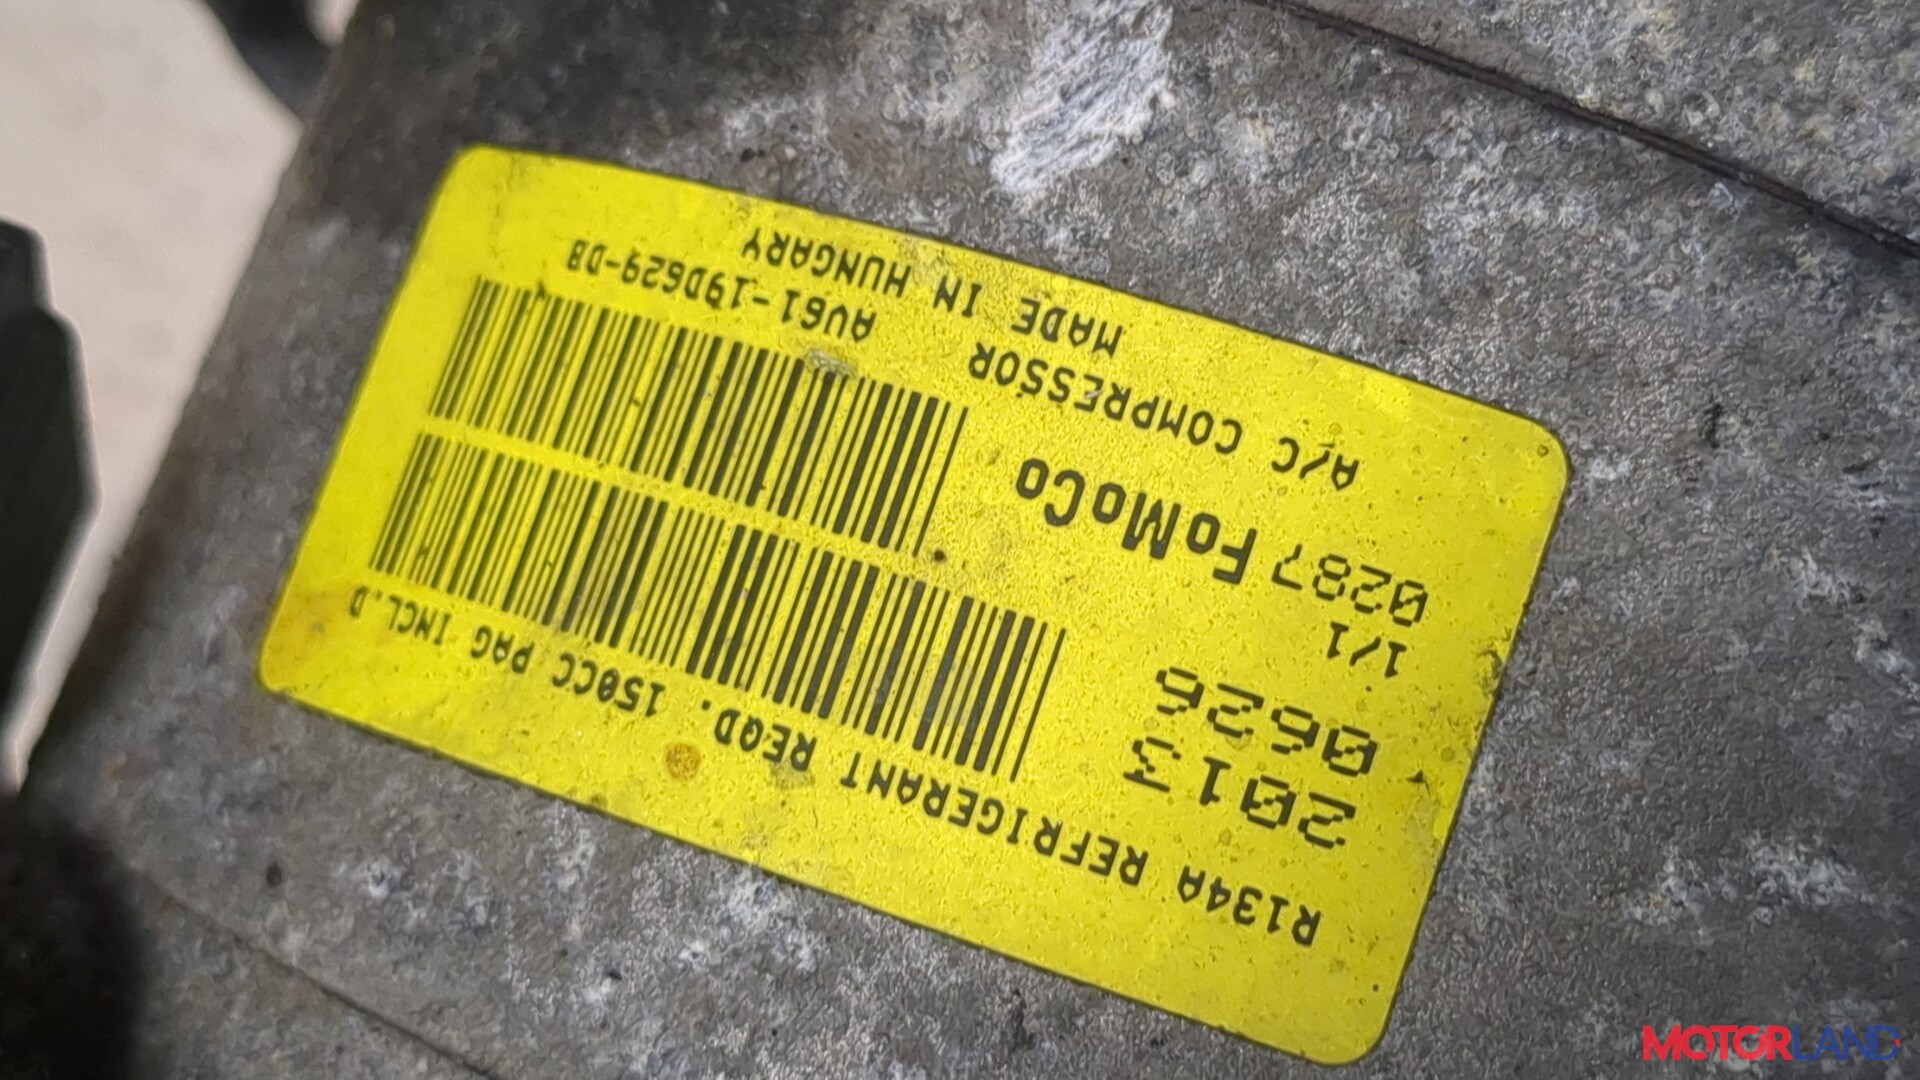 R134A REFRIGERANT REQD. 150CC PAG INCL.D
2013
0626
1/1
0287
FoMoCo
A/C COMPRESSOR
AV61-19D629-DB
MADE IN HUNGARY
MOTORLAND